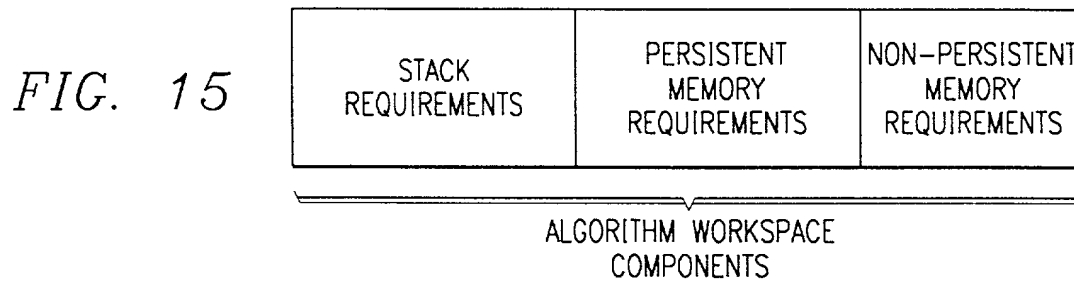 FIG. 15
STACK
REQUIREMENTS
PERSISTENT
MEMORY
REQUIREMENTS
NON-PERSISTENT
MEMORY
REQUIREMENTS
ALGORITHM WORKSPACE
COMPONENTS